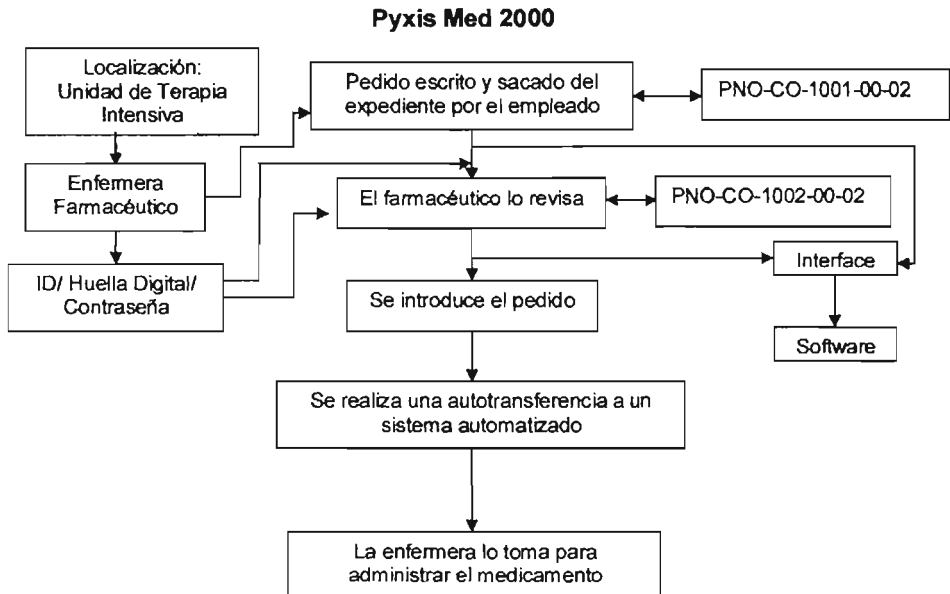 Pyxis Med 2000
Localización:
Unidad de Terapia
Intensiva
Pedido escrito y sacado del
expediente por el empleado
PNO-CO-1001-00-02
Enfermera
Farmacéutico
El farmacéutico lo revisa
PNO-CO-1002-00-02
ID/ Huella Digital/
Contraseña
Interface
Se introduce el pedido
Software
Se realiza una autotransferencia a un
sistema automatizado
La enfermera lo toma para
administrar el medicamento